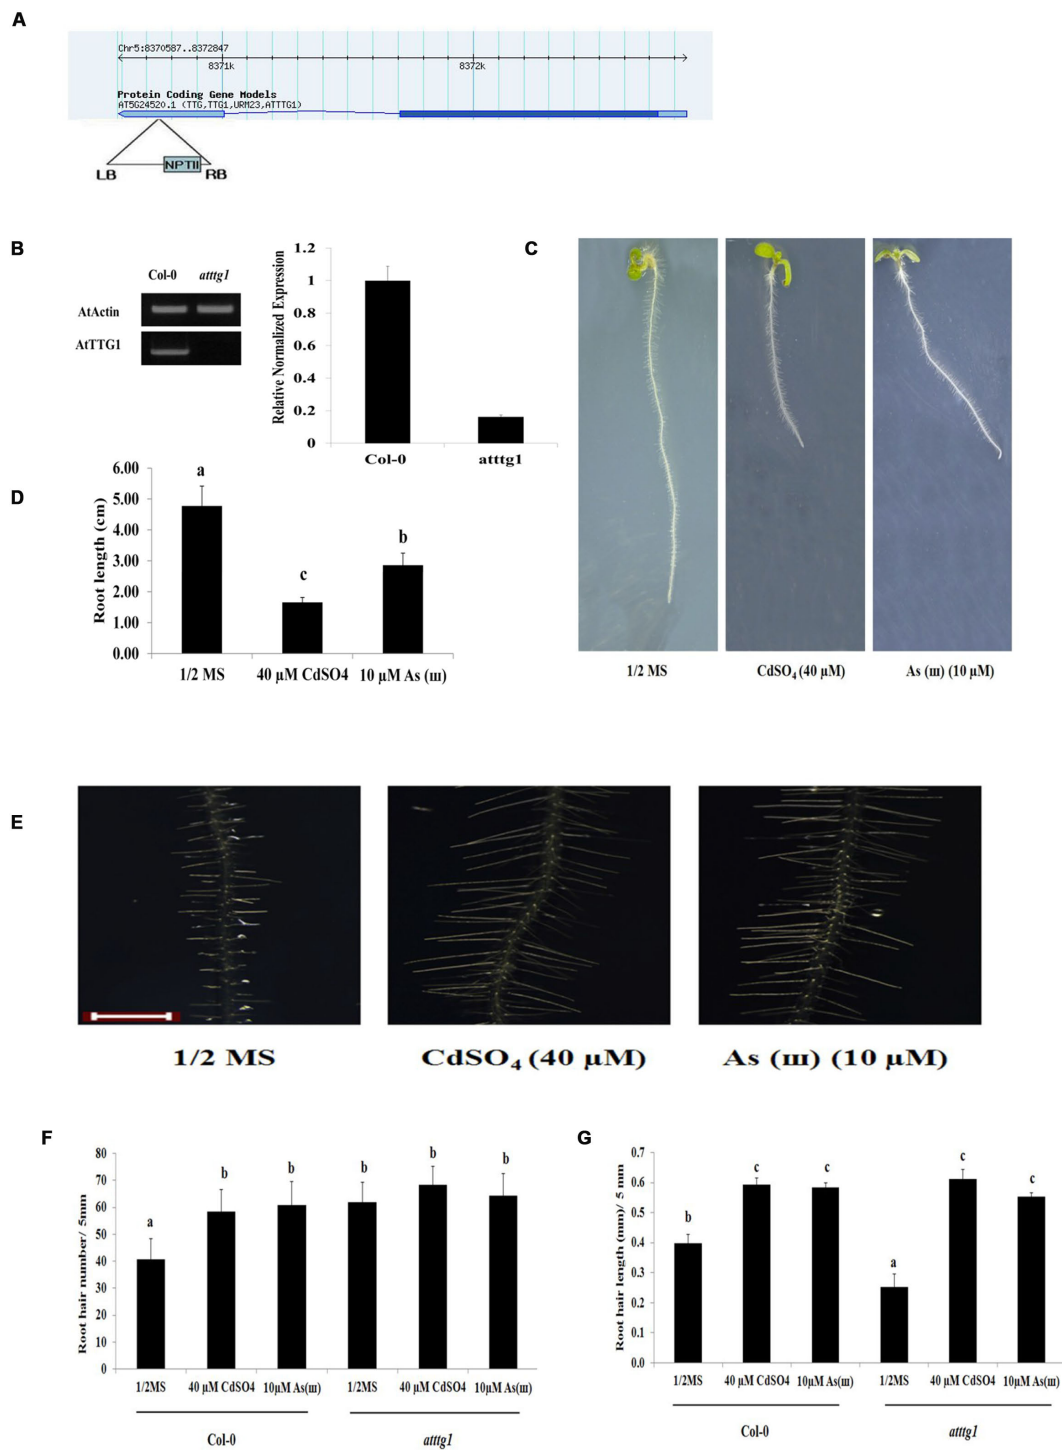 A
Chr5:8370587..8372847
8371k 8372k
Protein Coding Gene Models
AT5G24520.1 (TTG,TTG1,URM23,ATTTG1)
NPTII
LB RB
B
Col-0 atttg1
AtActin
AtTTG1
Relative Normalized Expression
1.2
1
0.8
0.6
0.4
0.2
0
Col-0 atttg1
C
1/2 MS CdSO4 (40 µM) As (III) (10 µM)
D
Root length (cm)
6.00
5.00
4.00
3.00
2.00
1.00
0.00
a
c
b
1/2 MS 40 µM CdSO4 10 µM As (III)
E
1/2 MS CdSO4 (40 µM) As (III) (10 µM)
F
Root hair number/ 5mm
80
70
60
50
40
30
20
10
0
a b b b b b
1/2MS 40 µM CdSO4 10µM As(III) 1/2MS 40 µM CdSO4 10µM As(III)
Col-0 atttg1
G
Root hair length (mm)/ 5 mm
0.7
0.6
0.5
0.4
0.3
0.2
0.1
0.0
b c c a c c
1/2MS 40 µM CdSO4 10µM As(III) 1/2MS 40 µM CdSO4 10µM As(III)
Col-0 atttg1